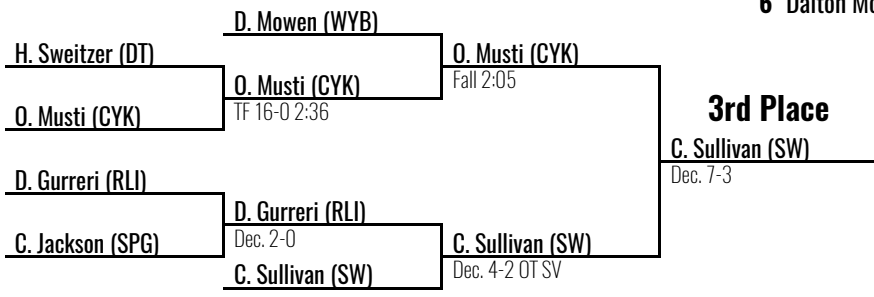 6 Dalton
D. Mowen (WYB)
H. Sweitzer (DT)
O. Musti (CYK)
Fall 2:05
O. Musti (CYK)
TF 16-0 2:36
O. Musti (CYK)
3rd Place
C. Sullivan (SW)
Dec. 7-3
D. Gurreri (RLI)
D. Gurreri (RLI)
Dec. 2-0
C. Jackson (SPG)
C. Sullivan (SW)
Dec. 4-2 OT SV
C. Sullivan (SW)